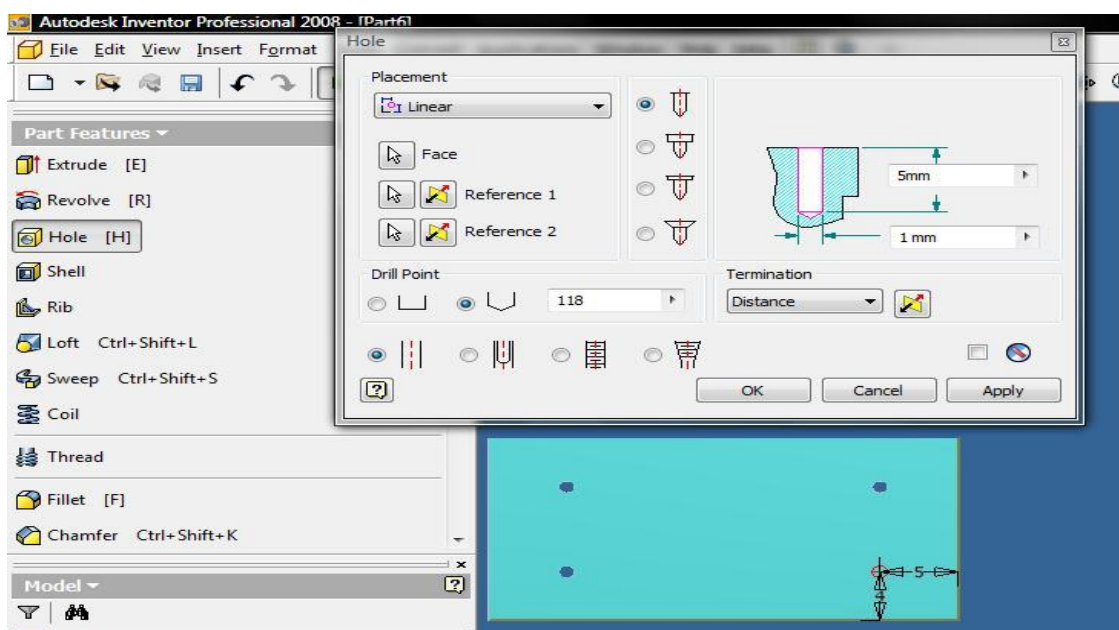 Autodesk Inventor Professional 2008 - [Part6]
File Edit View Insert Format
Hole
Placement
Linear
Face
Reference 1
Reference 2
5mm
1 mm
Drill Point
118
Termination
Distance
OK Cancel Apply
Part Features
Extrude [E]
Revolve [R]
Hole [H]
Shell
Rib
Loft Ctrl+Shift+L
Sweep Ctrl+Shift+S
Coil
Thread
Fillet [F]
Chamfer Ctrl+Shift+K
Model
5
4